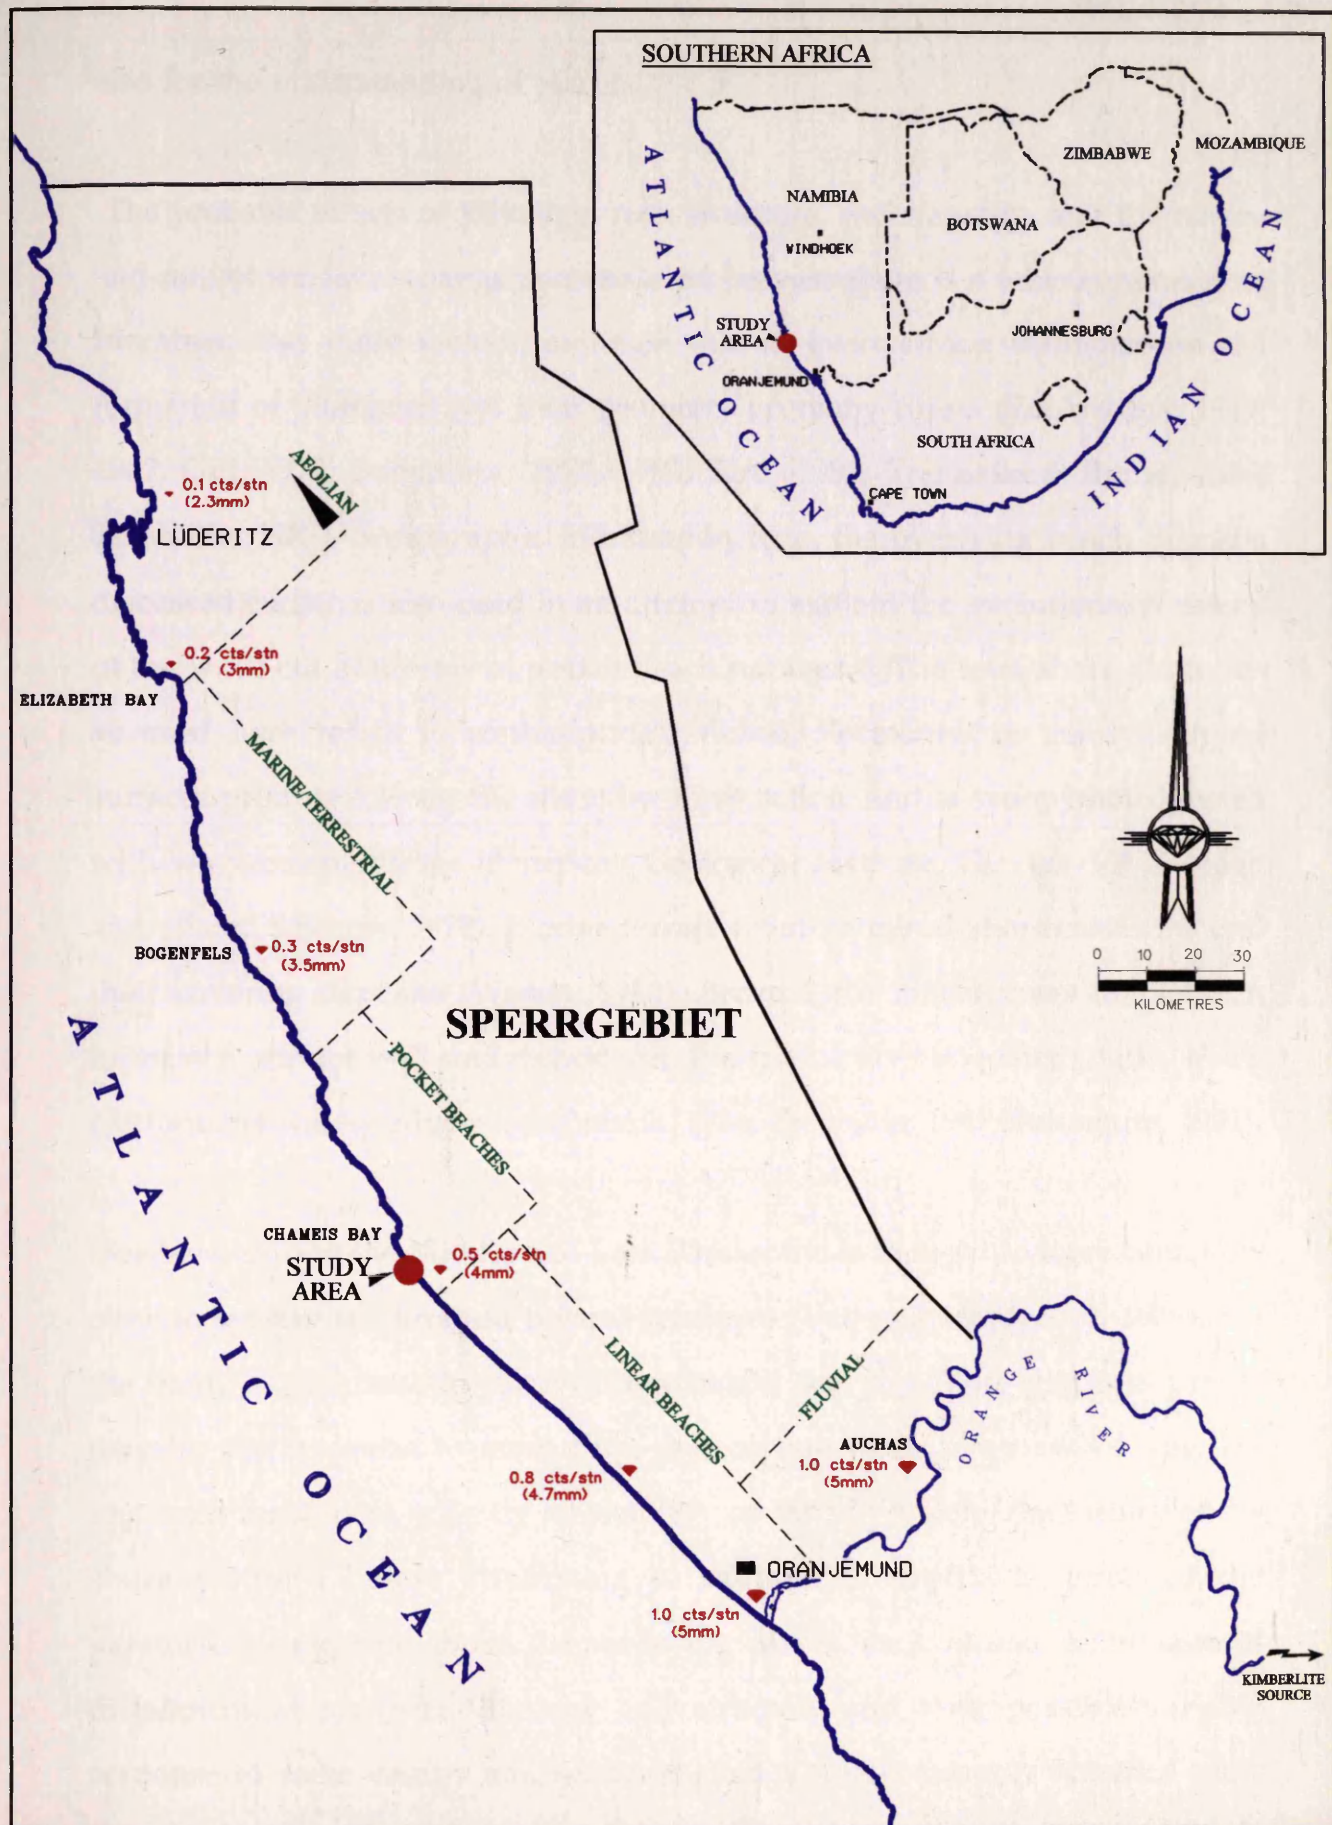 SOUTHERN AFRICA
ATLANTIC OCEAN
NAMIBIA
WINDHOEK
BOTSWANA
ZIMBABWE
MOZAMBIQUE
STUDY
AREA
ORANJEMUND
JOHANNESBURG
SOUTH AFRICA
CAPE TOWN
INDIAN OCEAN
AEOLIAN
0.1 cts/stn
(2.3mm)
LÜDERITZ
0.2 cts/stn
(3mm)
ELIZABETH BAY
MARINE/TERRESTRIAL
BOGENFELS
0.3 cts/stn
(3.5mm)
0 10 20 30
KILOMETRES
SPERRGEBIET
POCKET BEACHES
ATLANTIC OCEAN
CHAMEIS BAY
STUDY
AREA
0.5 cts/stn
(4mm)
LINEAR BEACHES
FLUVIAL
ORANGE RIVER
AUCHAS
1.0 cts/stn
(5mm)
0.8 cts/stn
(4.7mm)
ORANJEMUND
1.0 cts/stn
(5mm)
KIMBERLITE
SOURCE